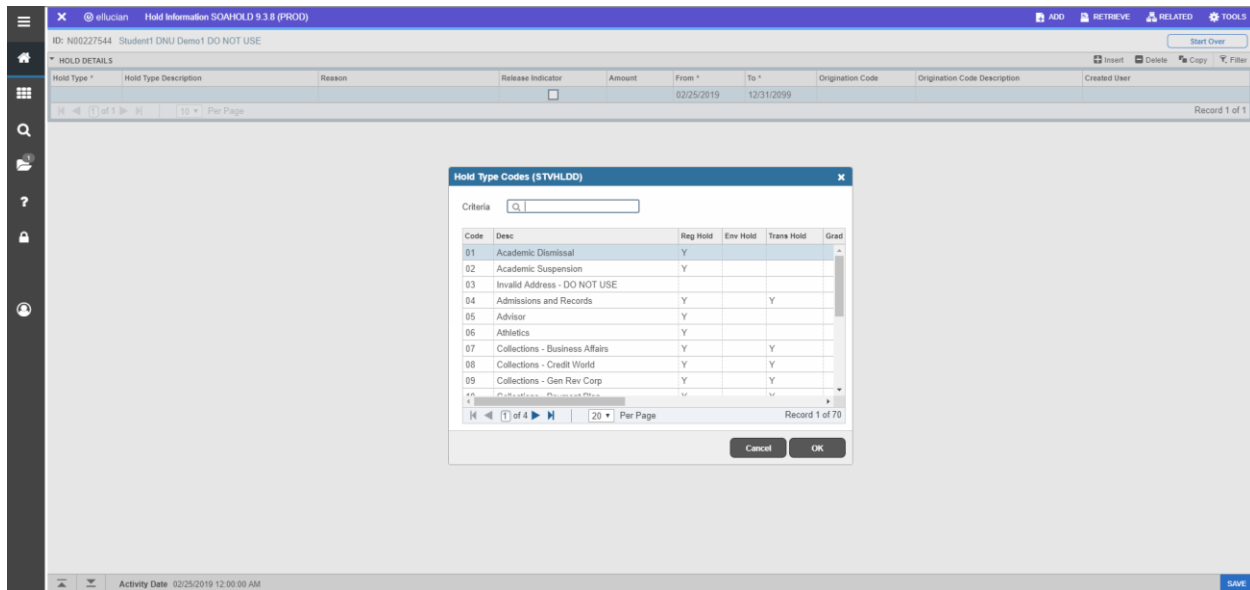 ellucian Hold Information SOAHOLD 9.3.8 (PROD) ADD RETRIEVE RELATED TOOLS
ID: N00227544 Student1 DNU Demo1 DO NOT USE Start Over
HOLD DETAILS Insert Delete Copy Filter
Hold Type * Hold Type Description Reason Release Indicator Amount From * To * Origination Code Origination Code Description Created User
02/25/2019 12/31/2099
1 of 1 10 Per Page Record 1 of 1
1
?
Hold Type Codes (STVHLDD) x
Criteria
Code Desc Reg Hold Env Hold Trans Hold Grad
01 Academic Dismissal Y
02 Academic Suspension Y
03 Invalid Address - DO NOT USE
04 Admissions and Records Y Y
05 Advisor Y
06 Athletics Y
07 Collections - Business Affairs Y Y
08 Collections - Credit World Y Y
09 Collections - Gen Rev Corp Y Y
10 Collections - Payment Plan Y Y
1 of 4 20 Per Page Record 1 of 70
Cancel OK
Activity Date 02/25/2019 12:00:00 AM SAVE